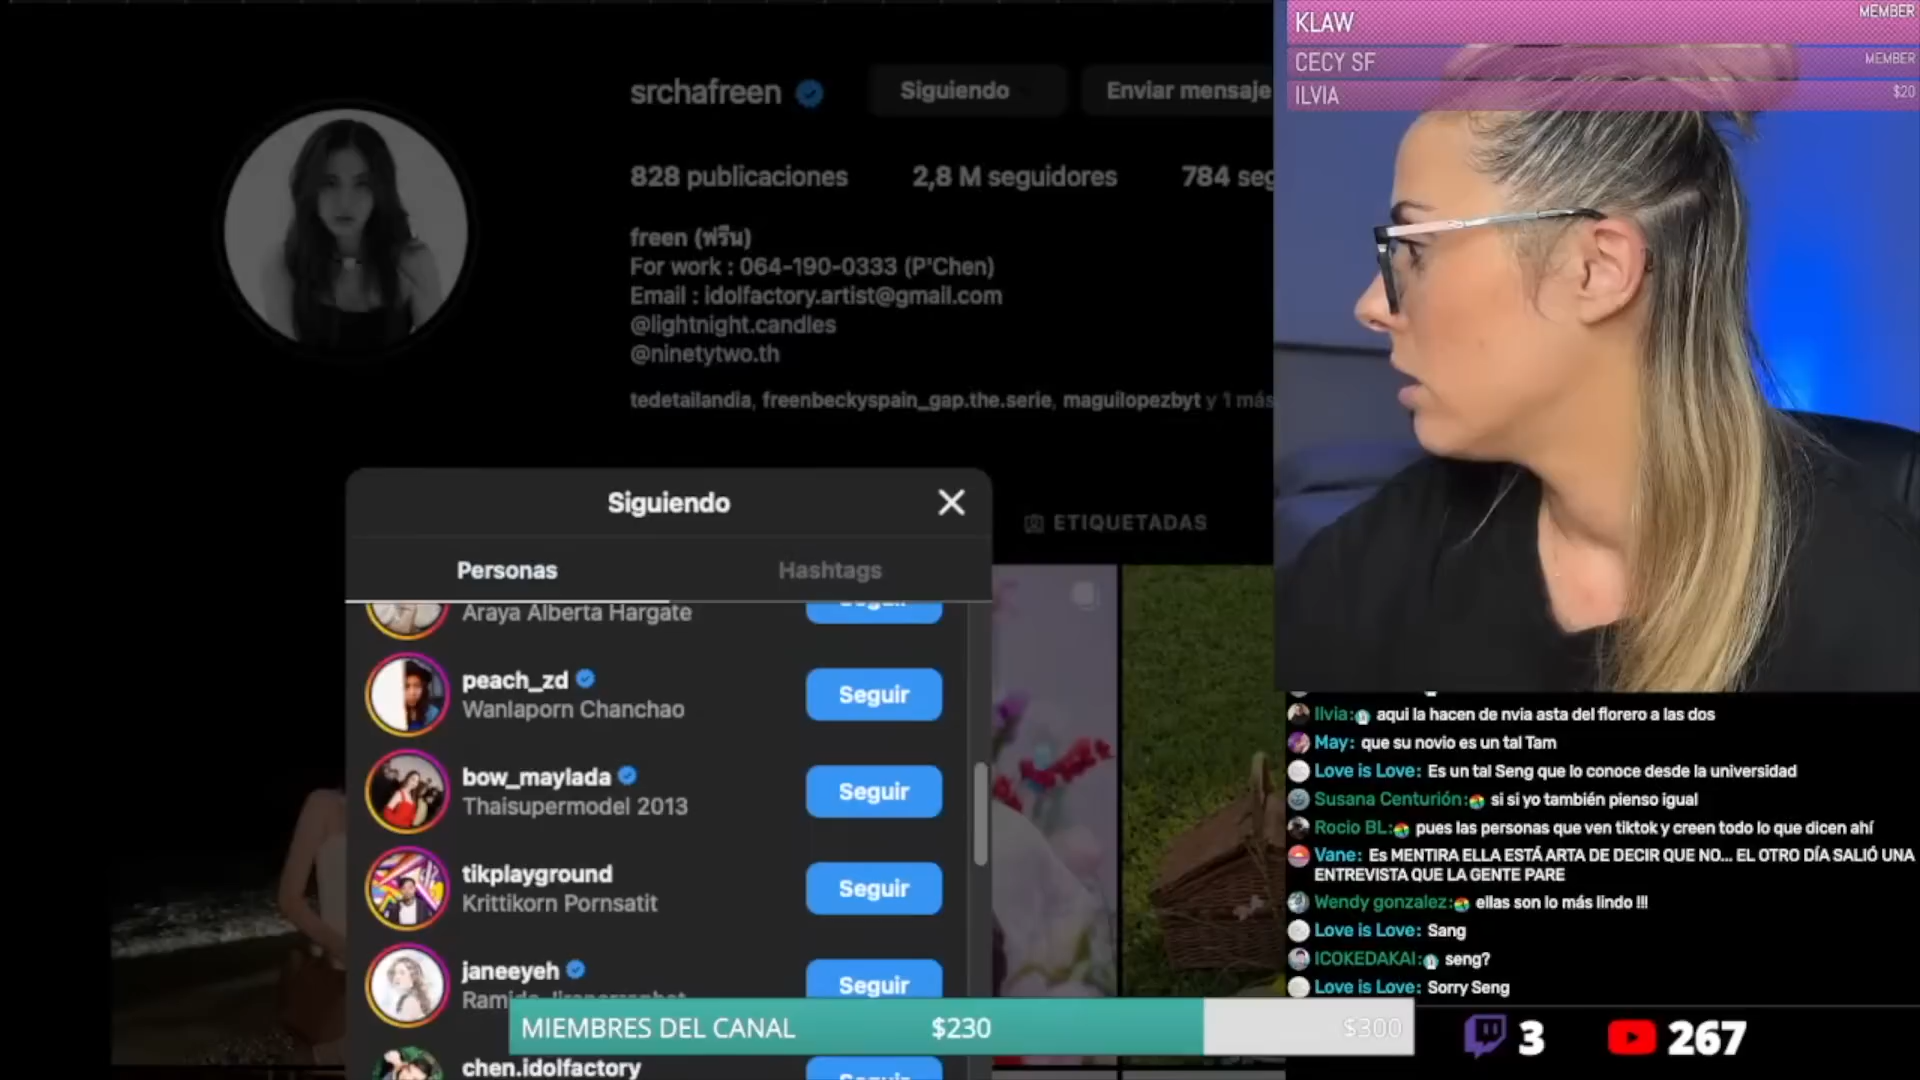 srchafreen
Siguiendo
Enviar mensaje
828 publicaciones
2,8 M seguidores
784 seg
freen (ฟรีน)
For work : 064-190-0333 (P'Chen)
Email : idolfactory.artist@gmail.com
@lightnight.candles
@ninetytwo.th
tedetailandia, freenbeckyspain_gap.the.serie, maguilopezbyt y 1 más
ETIQUETADAS
Siguiendo
Personas
Hashtags
Araya Alberta Hargate
Seguir
peach_zd
Wanlaporn Chanchao
Seguir
bow_maylada
Thaisupermodel 2013
Seguir
tikplayground
Krittikorn Pornsatit
Seguir
janeeyeh
Seguir
chen.idolfactory
MIEMBRES DEL CANAL
$230
$300
KLAW
MEMBER
CECY SF
MEMBER
ILVIA
$20
Ilvia: aqui la hacen de nvia asta del florero a las dos
May: que su novio es un tal Tam
Love is Love: Es un tal Seng que lo conoce desde la universidad
Susana Centurión: si si yo también pienso igual
Rocio BL: pues las personas que ven tiktok y creen todo lo que dicen ahí
Vane: Es MENTIRA ELLA ESTÁ ARTA DE DECIR QUE NO... EL OTRO DÍA SALIÓ UNA
ENTREVISTA QUE LA GENTE PARE
Wendy gonzalez: ellas son lo más lindo !!!
Love is Love: Sang
ICOKEDAKAI: seng?
Love is Love: Sorry Seng
3
267